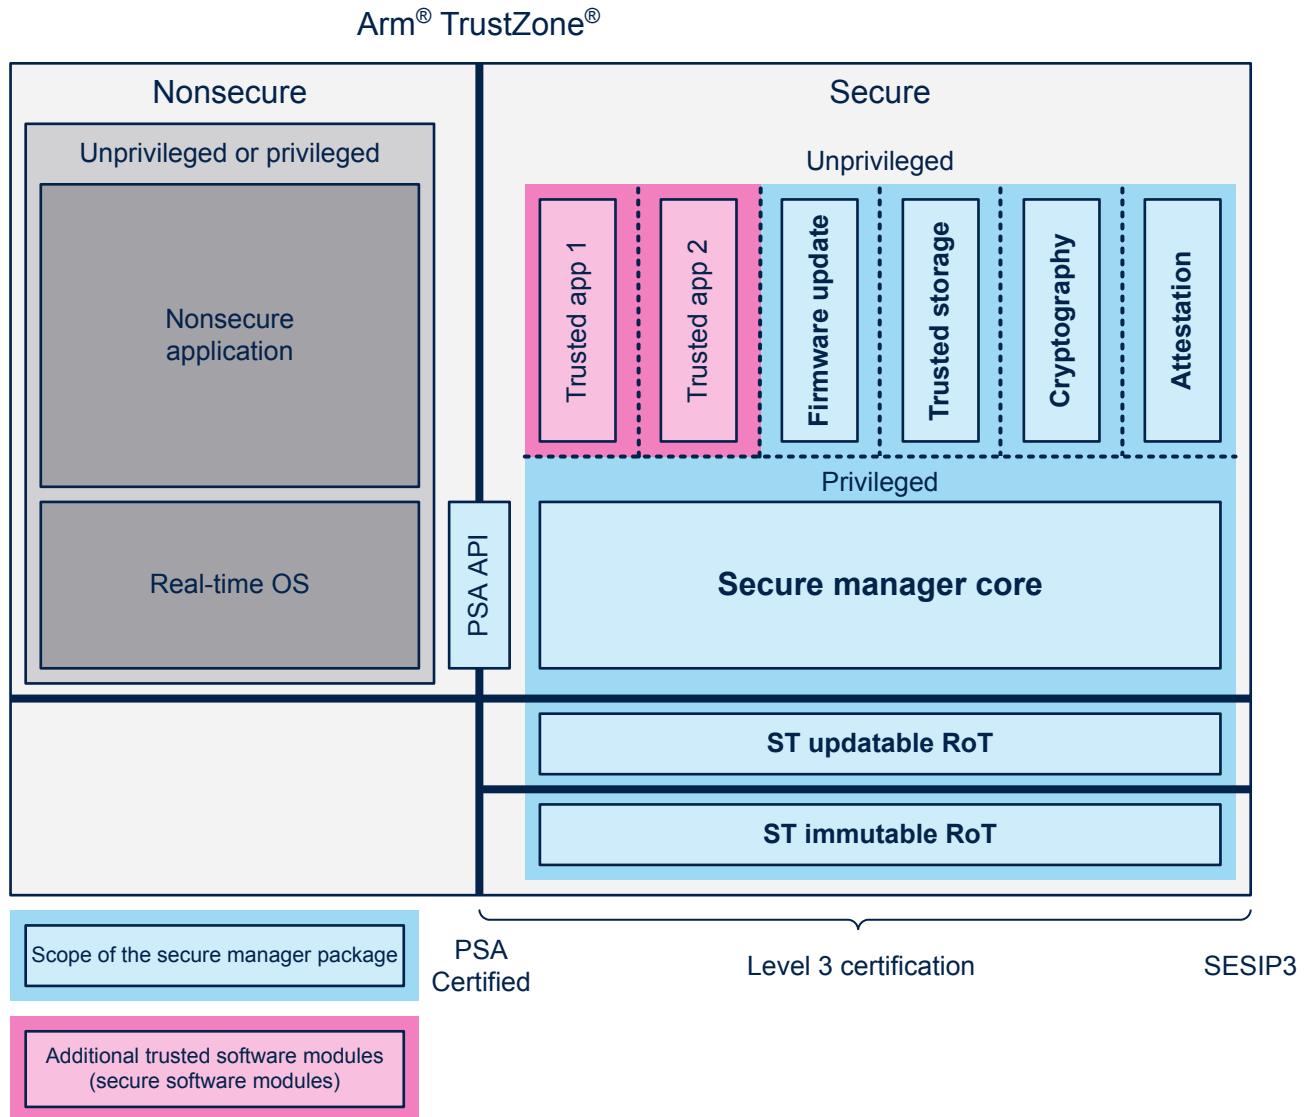 Arm® TrustZone®
Nonsecure
Secure
Unprivileged or privileged
Unprivileged
Nonsecure
application
Trusted app 1
Trusted app 2
Firmware update
Trusted storage
Cryptography
Attestation
Privileged
Real-time OS
PSA API
Secure manager core
ST updatable RoT
ST immutable RoT
Scope of the secure manager package
PSA
Certified
Level 3 certification
SESIP3
Additional trusted software modules
(secure software modules)